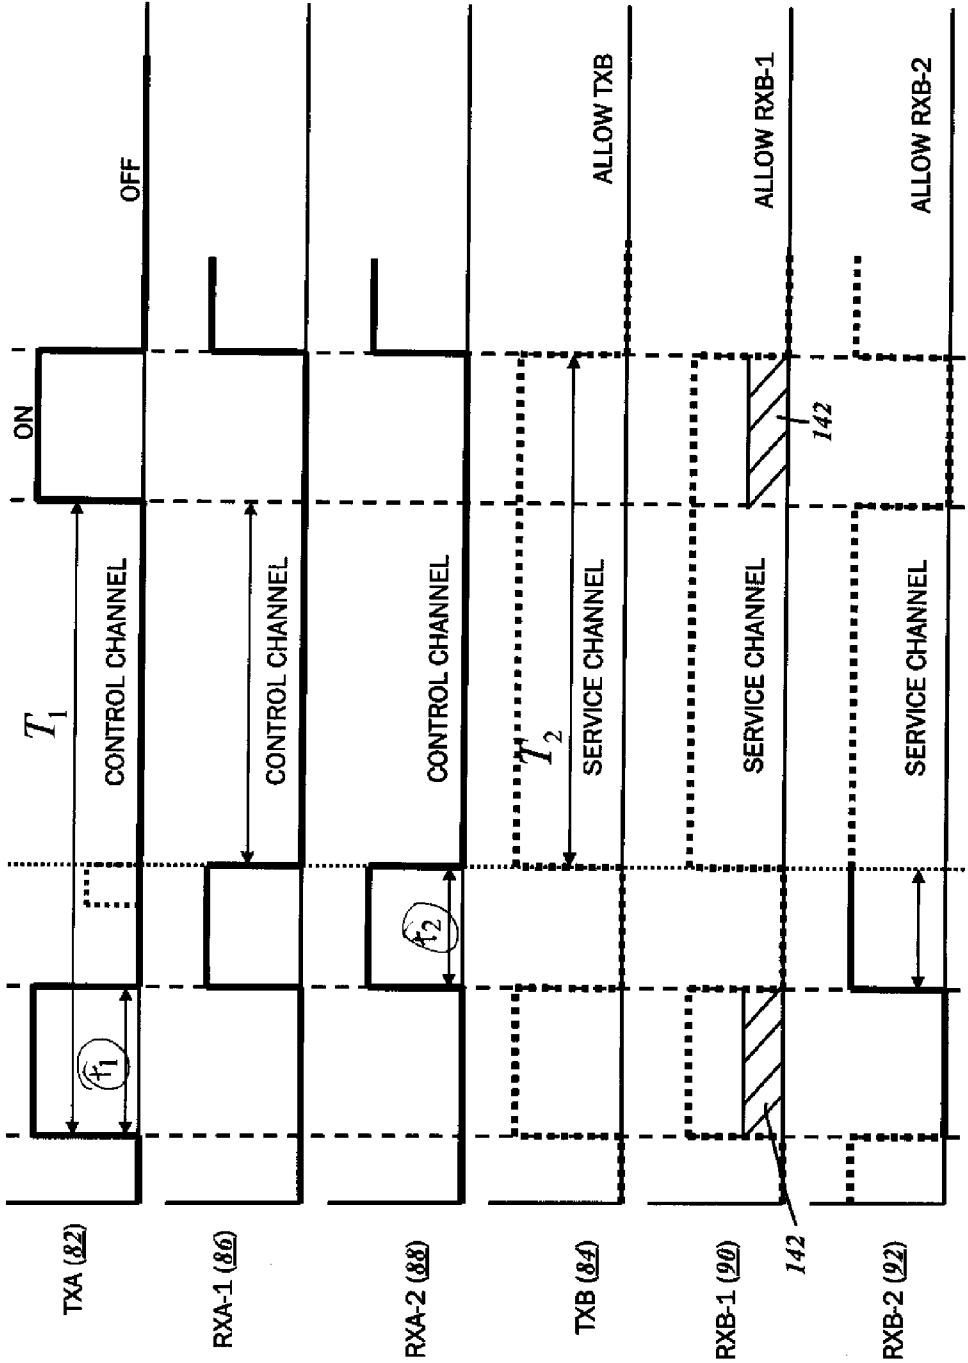 TXA (82)
t1
T1
CONTROL CHANNEL
ON
OFF
RXA-1 (86)
CONTROL CHANNEL
RXA-2 (88)
t2
CONTROL CHANNEL
TXB (84)
T2
SERVICE CHANNEL
ALLOW TXB
RXB-1 (90)
142
SERVICE CHANNEL
142
ALLOW RXB-1
RXB-2 (92)
SERVICE CHANNEL
ALLOW RXB-2